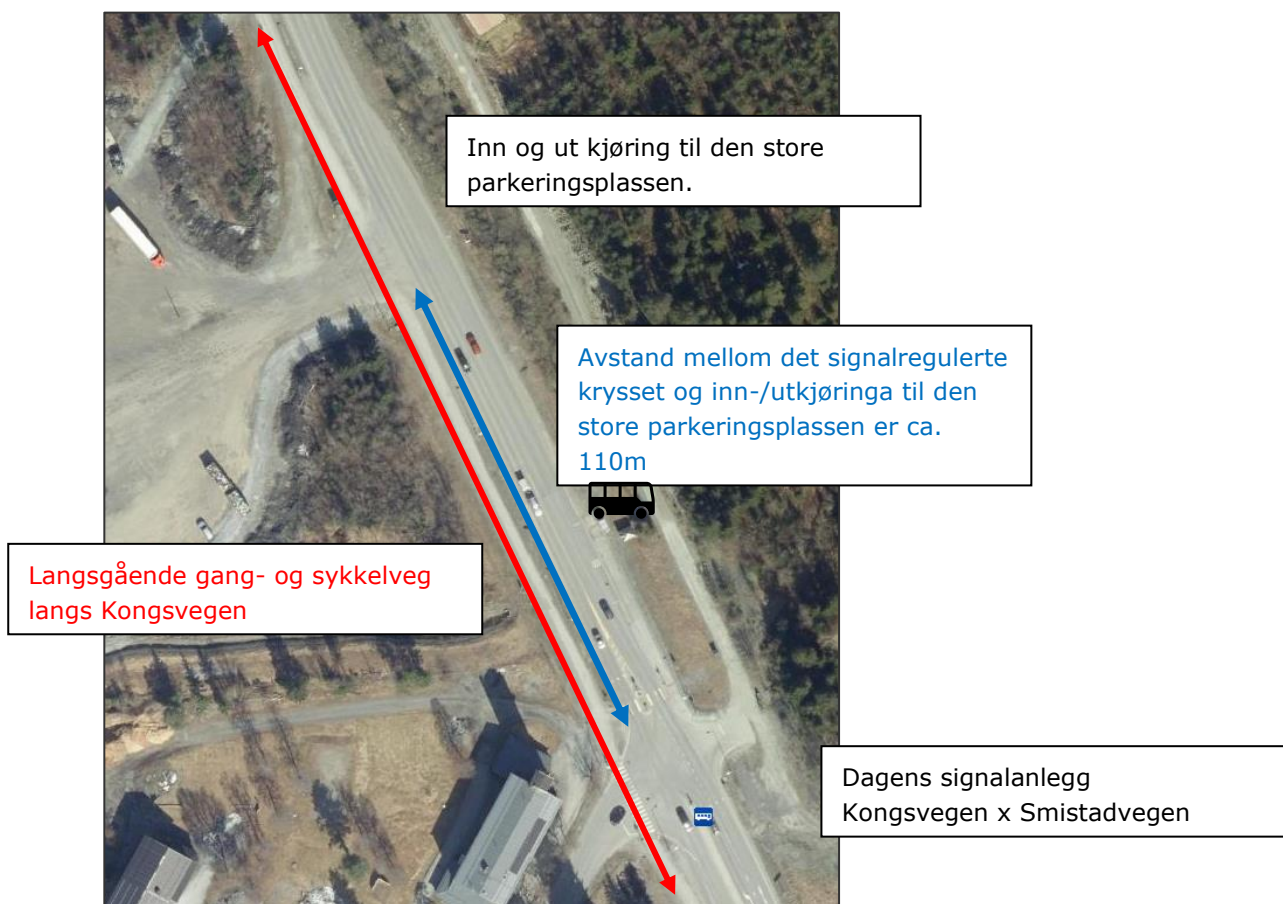 Inn og ut kjøring til den store
parkeringsplassen.
Avstand mellom det signalregulerte
krysset og inn-/utkjøringa til den
store parkeringsplassen er ca.
110m
Langsgående gang- og sykkelveg
langs Kongsvegen
Dagens signalanlegg
Kongsvegen x Smistadvegen